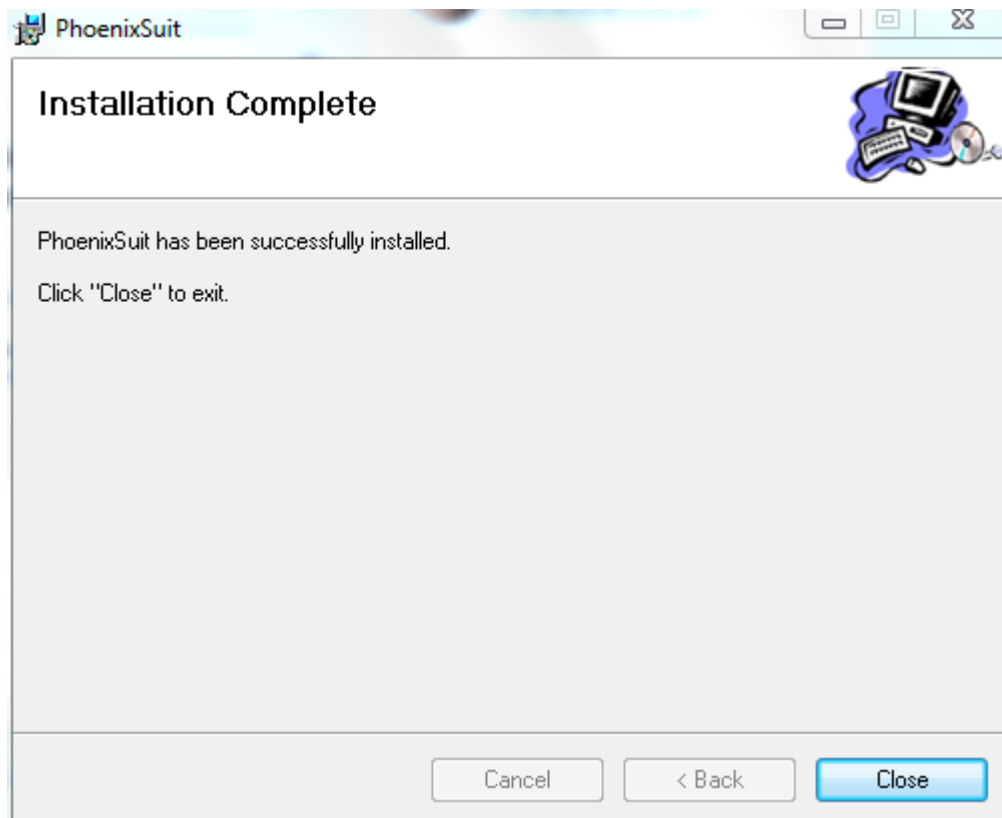 PhoenixSuit
Installation Complete
PhoenixSuit has been successfully installed.
Click "Close" to exit.
Cancel
< Back
Close